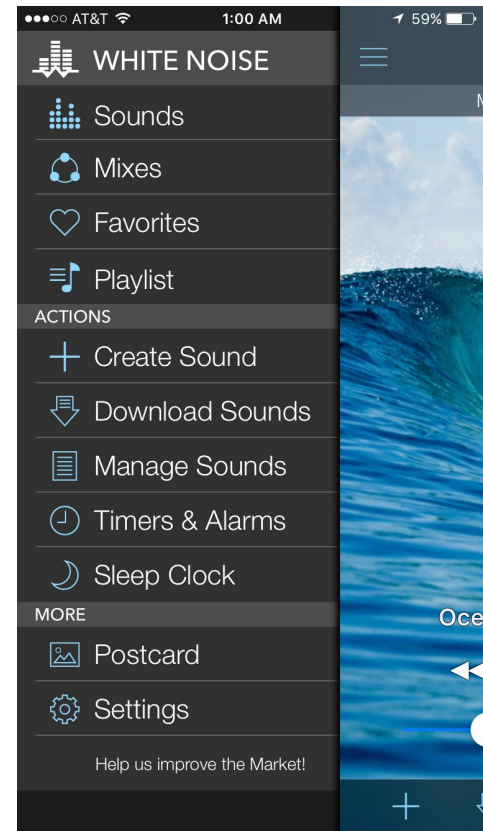 AT&T 1:00 AM 59%
WHITE NOISE
Sounds
Mixes
Favorites
Playlist
ACTIONS
Create Sound
Download Sounds
Manage Sounds
Timers & Alarms
Sleep Clock
MORE
Postcard
Settings
Help us improve the Market!
Oce